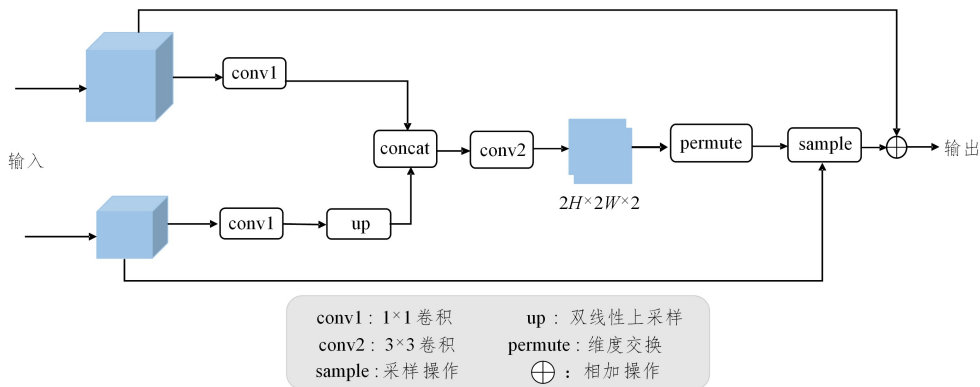 conv1
输入
concat
conv2
permute
sample
输出
2H×2W×2
conv1
up
conv1 : 1×1 卷积
up : 双线性上采样
conv2 : 3×3 卷积
permute : 维度交换
sample : 采样操作
⊕ : 相加操作